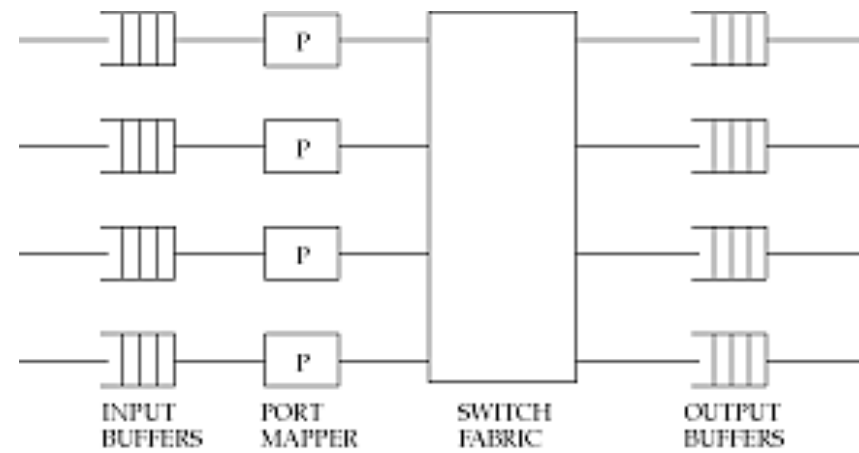 P
P
P
P
INPUT
BUFFERS
PORT
MAPPER
SWITCH
FABRIC
OUTPUT
BUFFERS